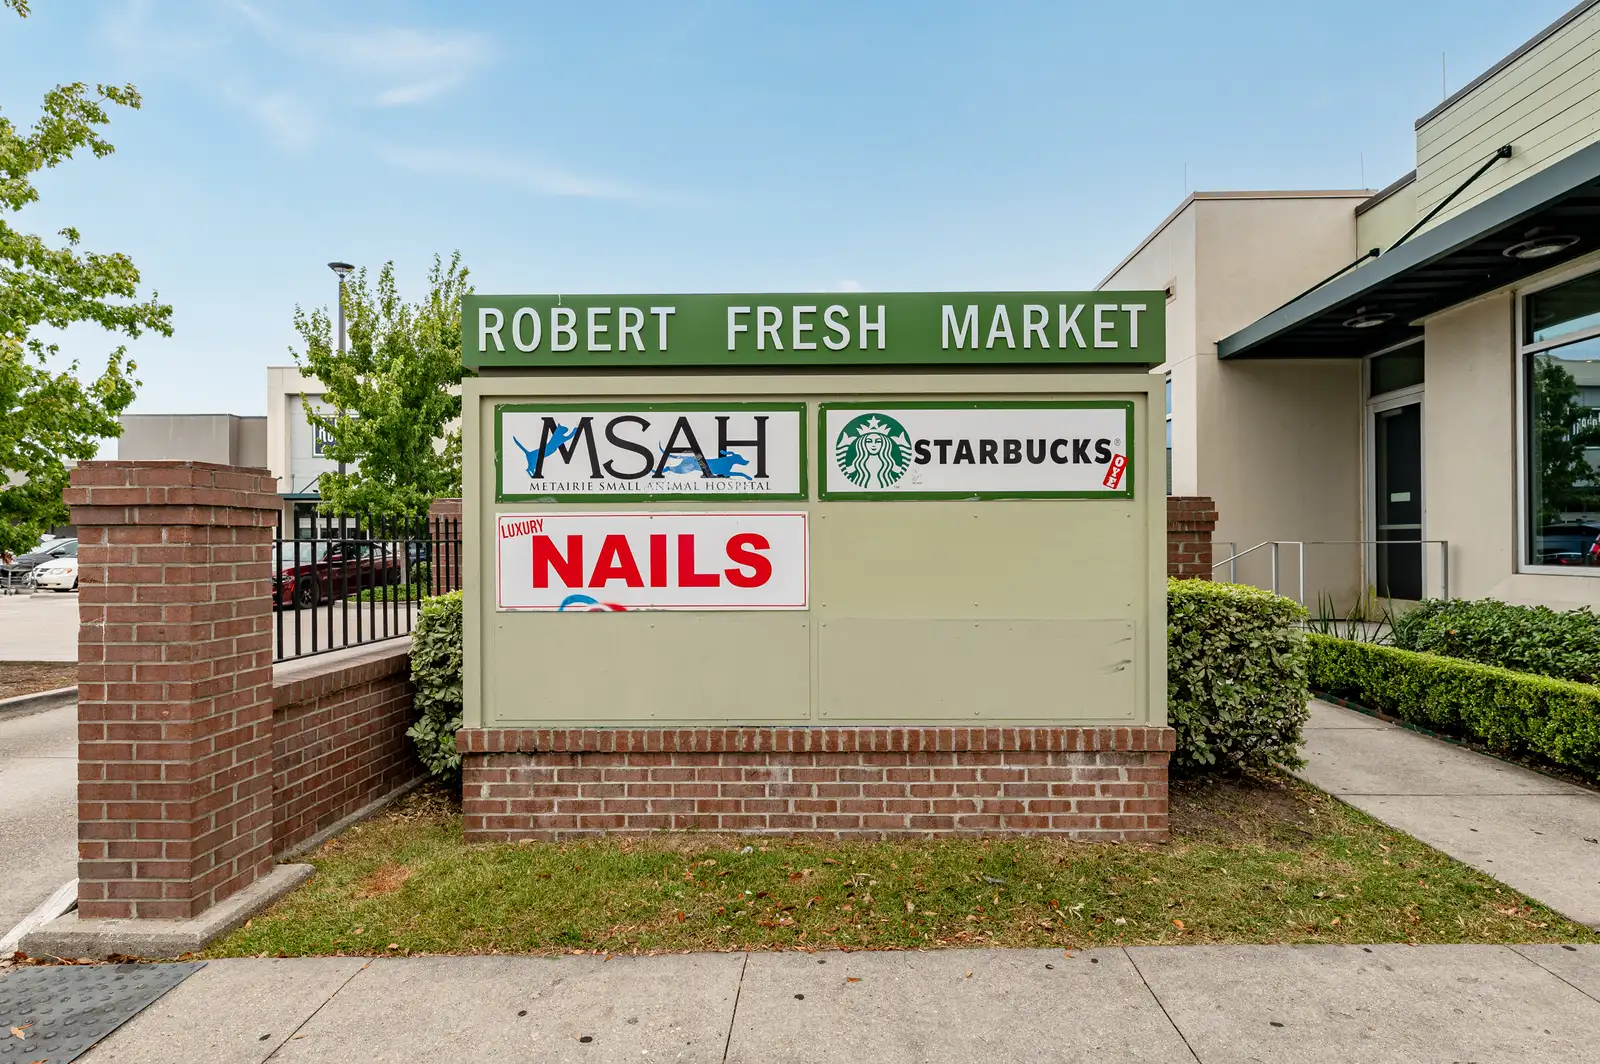 ROBERT FRESH MARKET
MSAH
METAIRIE SMALL ANIMAL HOSPITAL
STARBUCKS®
LUXURY
NAILS